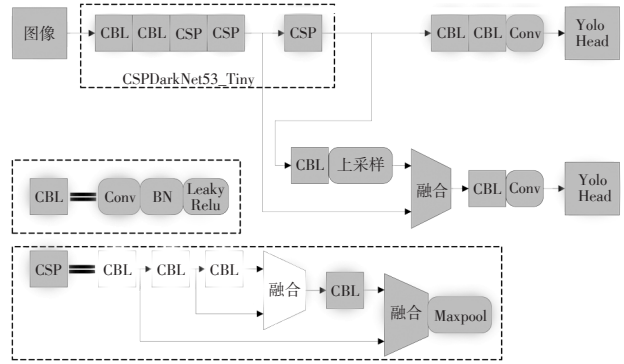 图像
CBL CBL CSP CSP
CSP
CBL CBL Conv
Yolo
Head
CSPDarkNet53_Tiny
CBL 上采样
融合
CBL Conv
Yolo
Head
CBL
Conv BN Leaky
Relu
CSP
CBL CBL CBL
融合
CBL
融合
Maxpool